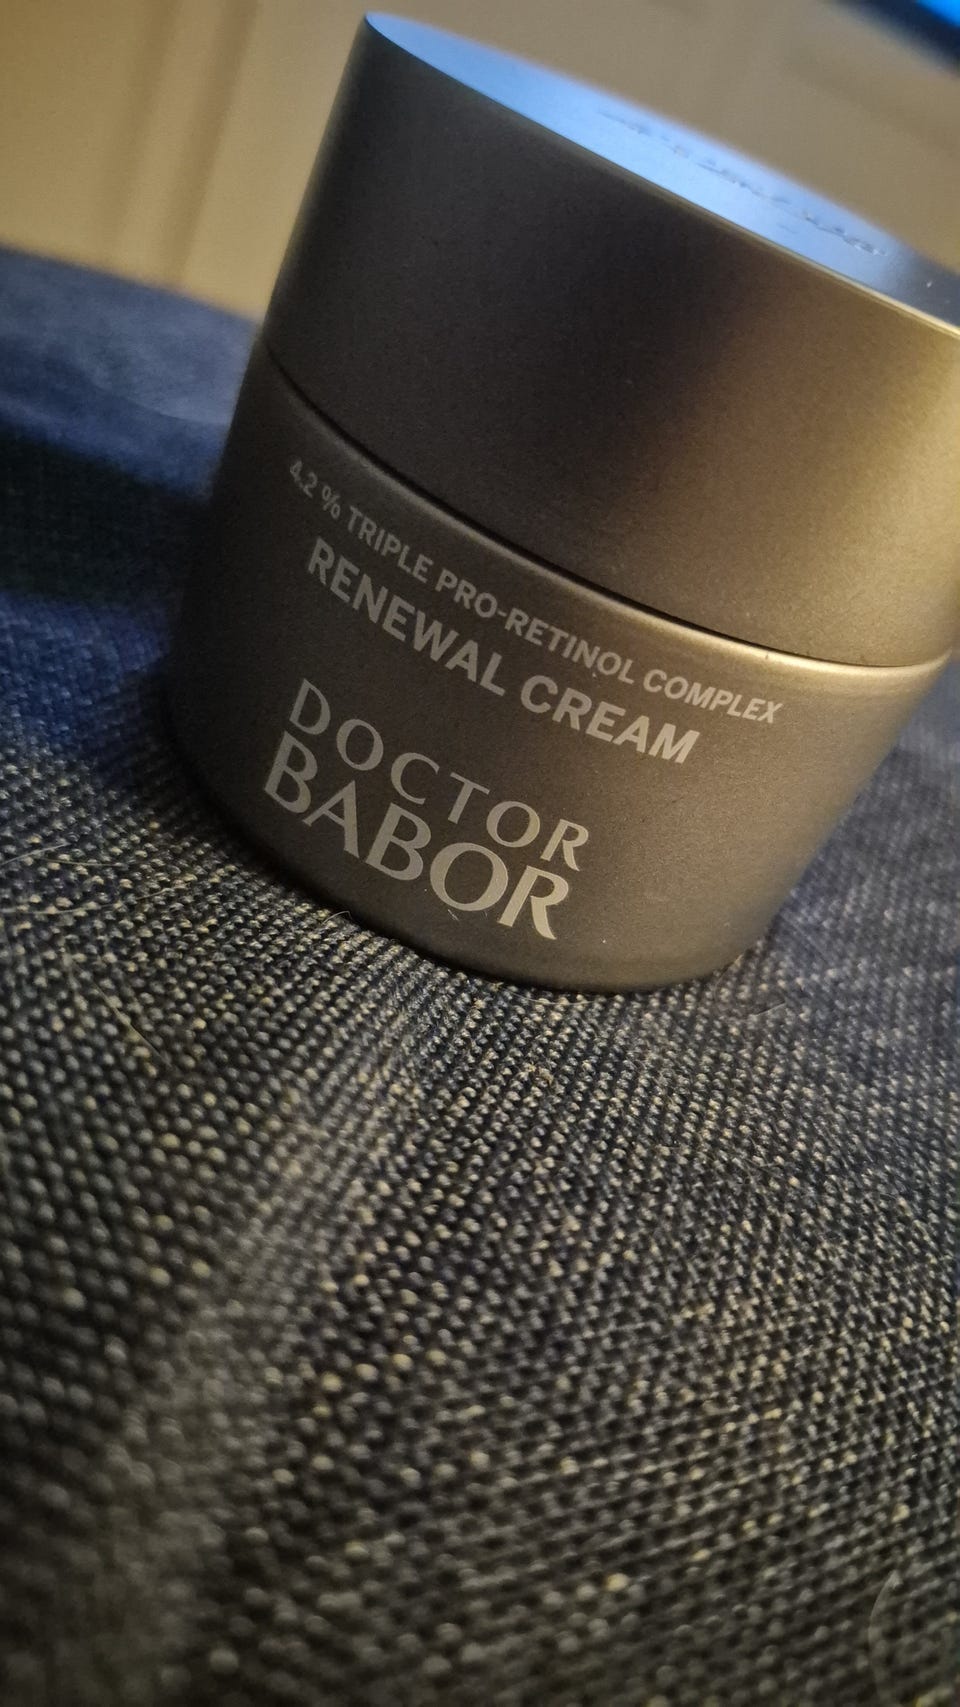 4.2 % TRIPLE PRO-RETINOL COMPLEX
RENEWAL CREAM
DOCTOR
BABOR